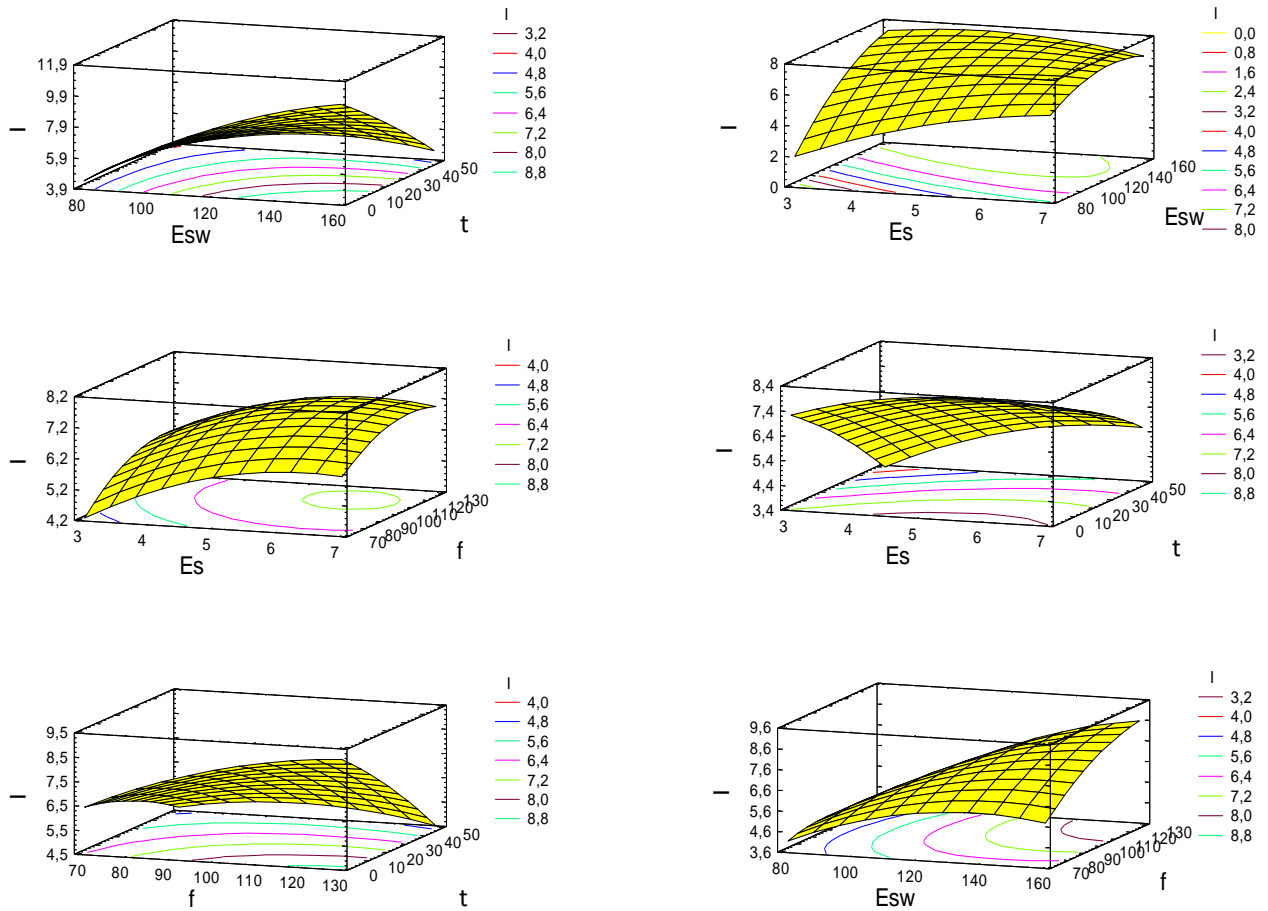 I
3,2
4,0
4,8
5,6
6,4
7,2
8,0
8,8
11,9
9,9
7,9
5,9
3,9
I
80 100 120 140 160
Esw
0 10 20 30 40 50
t
I
0,0
0,8
1,6
2,4
3,2
4,0
4,8
5,6
6,4
7,2
8,0
8
6
4
2
0
I
3 4 5 6 7
Es
80 100 120 140 160
Esw
I
4,0
4,8
5,6
6,4
7,2
8,0
8,8
8,2
7,2
6,2
5,2
4,2
I
3 4 5 6 7
Es
70 80 90 100 110 120 130
f
I
3,2
4,0
4,8
5,6
6,4
7,2
8,0
8,8
8,4
7,4
6,4
5,4
4,4
3,4
I
3 4 5 6 7
Es
0 10 20 30 40 50
t
I
4,0
4,8
5,6
6,4
7,2
8,0
8,8
9,5
8,5
7,5
6,5
5,5
4,5
I
70 80 90 100 110 120 130
f
0 10 20 30 40 50
t
I
3,2
4,0
4,8
5,6
6,4
7,2
8,0
8,8
9,6
8,6
7,6
6,6
5,6
4,6
3,6
I
80 100 120 140 160
Esw
70 80 90 100 110 120 130
f